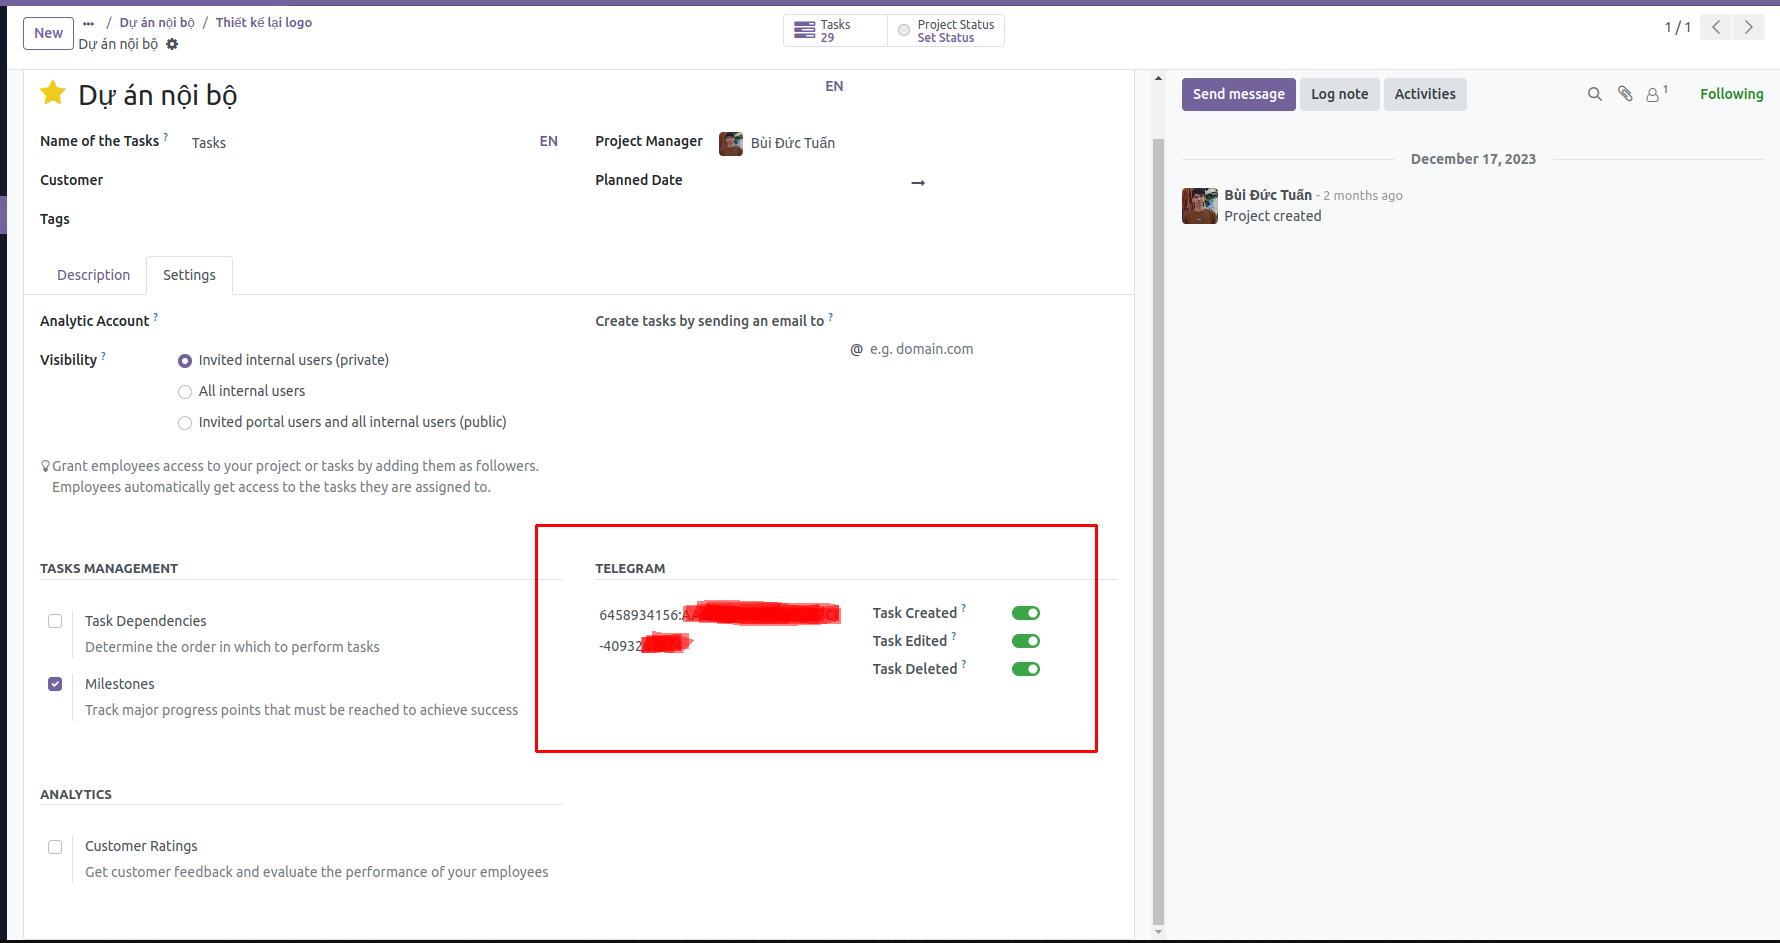 New
... / Dự án nội bộ / Thiết kế lại logo
Dự án nội bộ
Tasks
29
Project Status
Set Status
1 / 1
Dự án nội bộ
EN
Name of the Tasks ? Tasks EN
Project Manager Bùi Đức Tuấn
Customer
Planned Date →
Tags
Description Settings
Analytic Account ?
Create tasks by sending an email to ?
@ e.g. domain.com
Visibility ?
Invited internal users (private)
All internal users
Invited portal users and all internal users (public)
Grant employees access to your project or tasks by adding them as followers.
Employees automatically get access to the tasks they are assigned to.
TASKS MANAGEMENT
Task Dependencies
Determine the order in which to perform tasks
Milestones
Track major progress points that must be reached to achieve success
TELEGRAM
6458934156:
-40932
Task Created ?
Task Edited ?
Task Deleted ?
ANALYTICS
Customer Ratings
Get customer feedback and evaluate the performance of your employees
Send message Log note Activities
1
Following
December 17, 2023
Bùi Đức Tuấn - 2 months ago
Project created